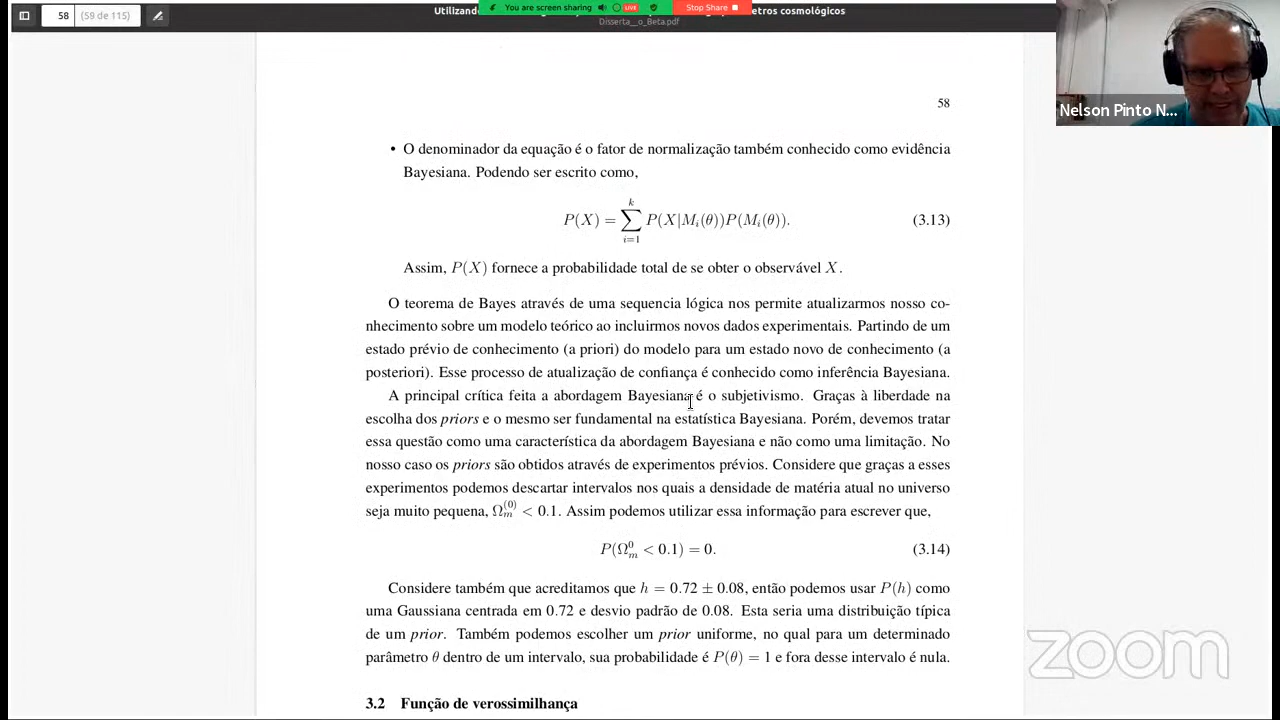 58 (59 de 115)
Utilizando
etros cosmológicos
You are screen sharing LIVE Stop Share
Disserta__o_Beta.pdf
Nelson Pinto N...
58
• O denominador da equação é o fator de normalização também conhecido como evidência
Bayesiana. Podendo ser escrito como,
P(X) = ∑_{i=1}^{k} P(X|M_i(θ))P(M_i(θ)). (3.13)
Assim, P(X) fornece a probabilidade total de se obter o observável X.
O teorema de Bayes através de uma sequencia lógica nos permite atualizarmos nosso co-
nhecimento sobre um modelo teórico ao incluirmos novos dados experimentais. Partindo de um
estado prévio de conhecimento (a priori) do modelo para um estado novo de conhecimento (a
posteriori). Esse processo de atualização de confiança é conhecido como inferência Bayesiana.
A principal crítica feita a abordagem Bayesiana é o subjetivismo. Graças à liberdade na
escolha dos priors e o mesmo ser fundamental na estatística Bayesiana. Porém, devemos tratar
essa questão como uma característica da abordagem Bayesiana e não como uma limitação. No
nosso caso os priors são obtidos através de experimentos prévios. Considere que graças a esses
experimentos podemos descartar intervalos nos quais a densidade de matéria atual no universo
seja muito pequena, Ω_m^{(0)} < 0.1. Assim podemos utilizar essa informação para escrever que,
P(Ω_m^0 < 0.1) = 0. (3.14)
Considere também que acreditamos que h = 0.72 ± 0.08, então podemos usar P(h) como
uma Gaussiana centrada em 0.72 e desvio padrão de 0.08. Esta seria uma distribuição típica
de um prior. Também podemos escolher um prior uniforme, no qual para um determinado
parâmetro θ dentro de um intervalo, sua probabilidade é P(θ) = 1 e fora desse intervalo é nula.
3.2 Função de verossimilhança
zoom